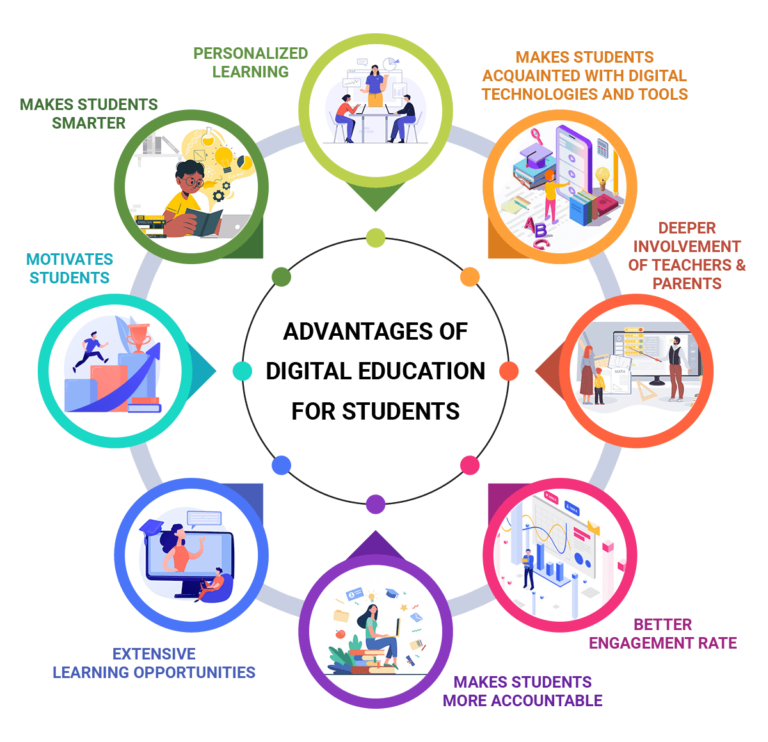 PERSONALIZED
LEARNING
MAKES STUDENTS
ACQUAINTED WITH DIGITAL
TECHNOLOGIES AND TOOLS
DEEPER
INVOLVEMENT
OF TEACHERS &
PARENTS
BETTER
ENGAGEMENT RATE
MAKES STUDENTS
MORE ACCOUNTABLE
EXTENSIVE
LEARNING OPPORTUNITIES
MOTIVATES
STUDENTS
MAKES STUDENTS
SMARTER
ADVANTAGES OF
DIGITAL EDUCATION
FOR STUDENTS
A
B
C